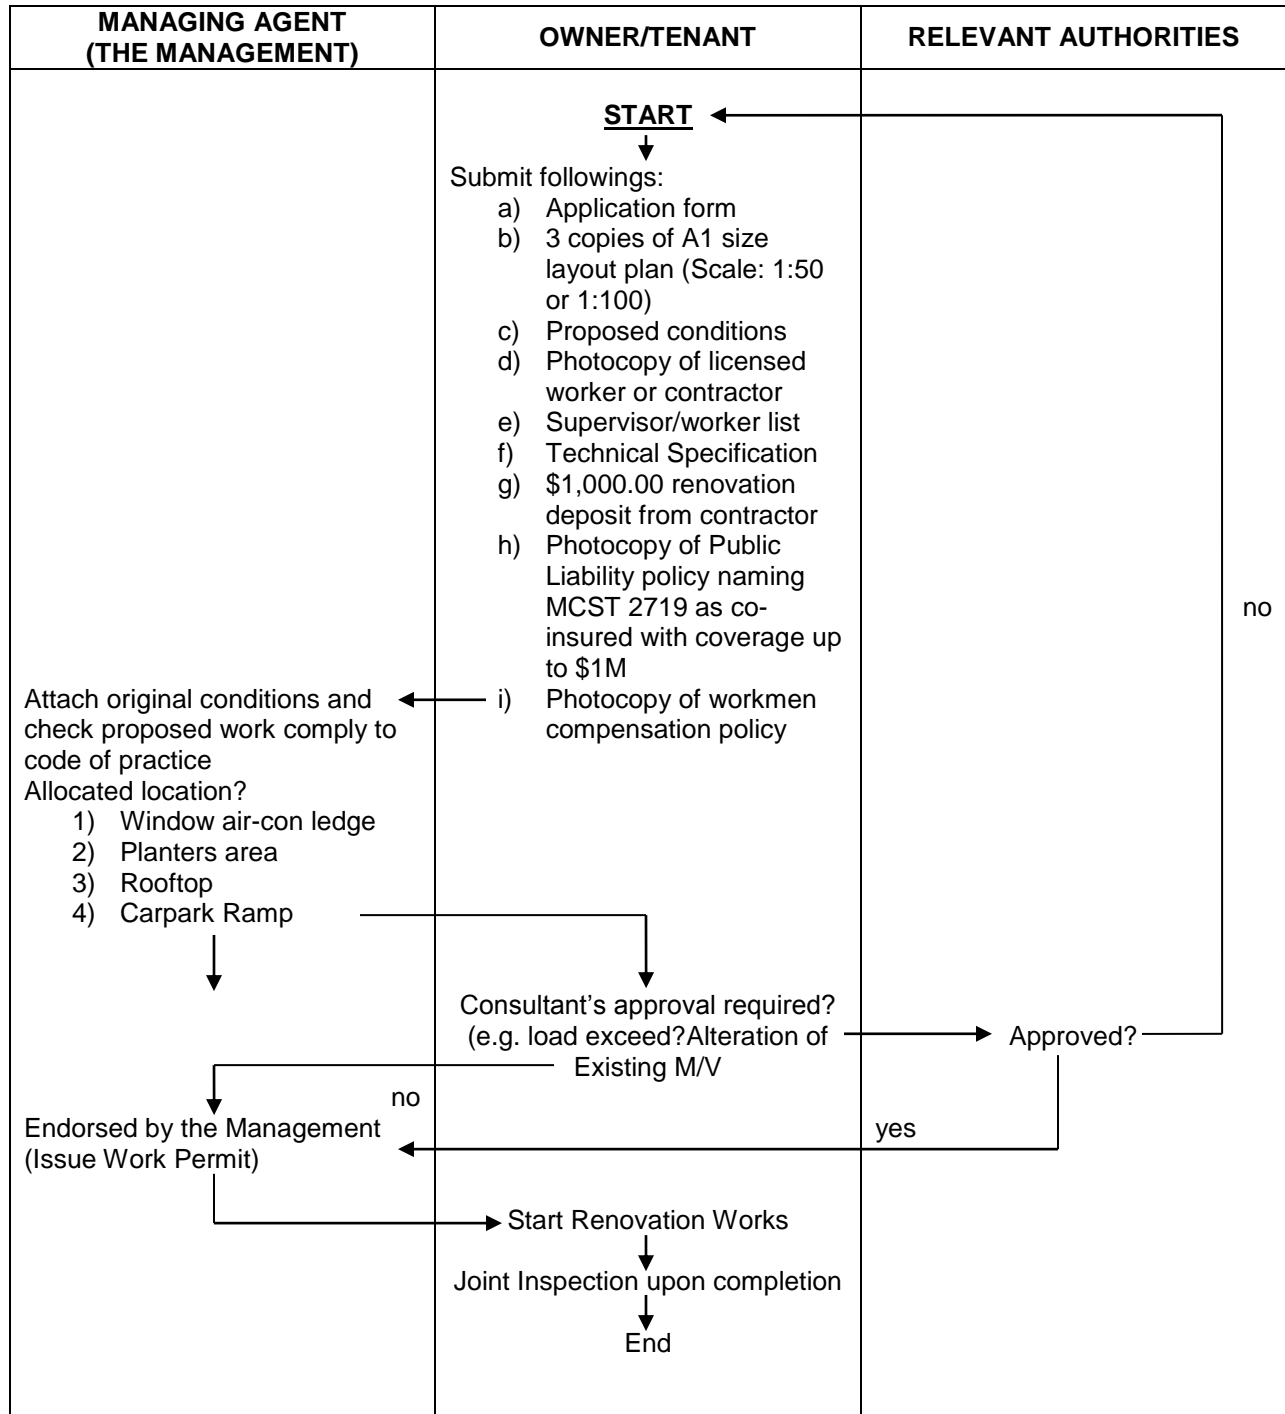 MANAGING AGENT
(THE MANAGEMENT)
OWNER/TENANT
RELEVANT AUTHORITIES
START
Submit followings:
a) Application form
b) 3 copies of A1 size
layout plan (Scale: 1:50
or 1:100)
c) Proposed conditions
d) Photocopy of licensed
worker or contractor
e) Supervisor/worker list
f) Technical Specification
g) $1,000.00 renovation
deposit from contractor
h) Photocopy of Public
Liability policy naming
MCST 2719 as co-
insured with coverage up
to $1M
no
i) Photocopy of workmen
compensation policy
Attach original conditions and
check proposed work comply to
code of practice
Allocated location?
1) Window air-con ledge
2) Planters area
3) Rooftop
4) Carpark Ramp
Consultant's approval required?
(e.g. load exceed?Alteration of
Existing M/V
Approved?
no
yes
Endorsed by the Management
(Issue Work Permit)
Start Renovation Works
Joint Inspection upon completion
End